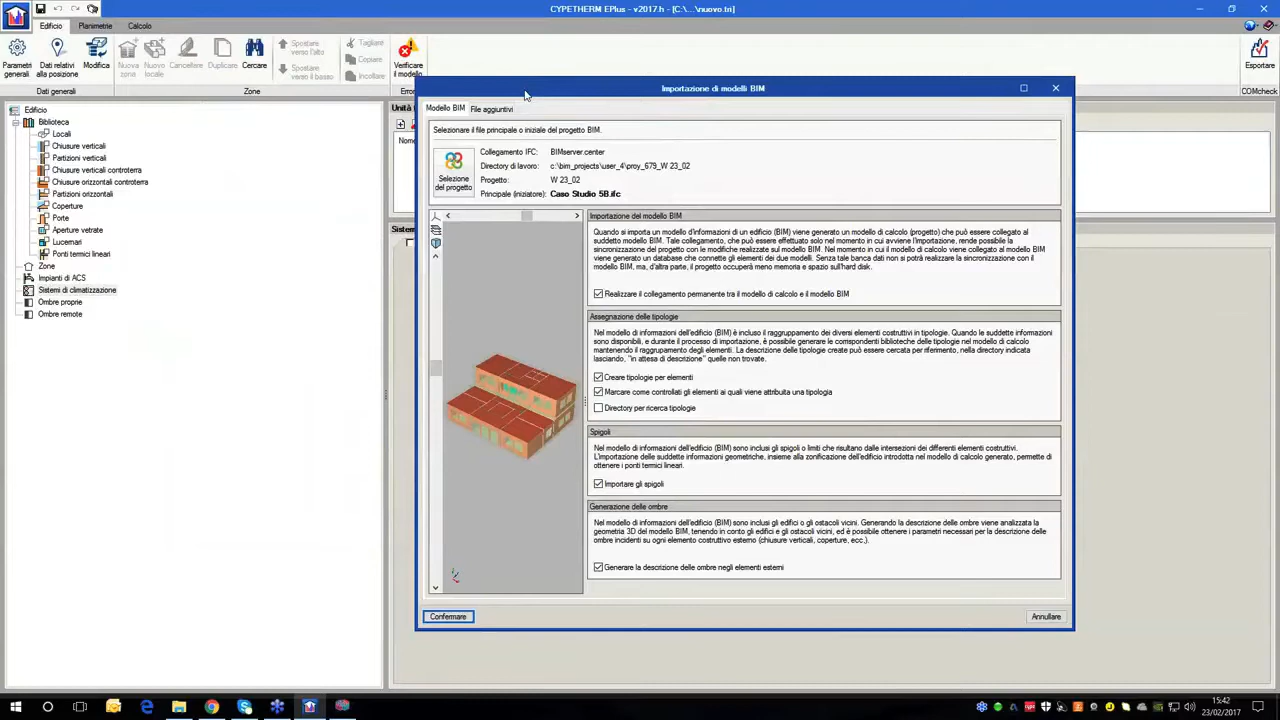 CYPETHERM EPlus - v2017.h - [C:\...\nuovo.tri]
Edificio
Planimetrie
Calcolo
Parametri generali
Dati relativi alla posizione
Modifica
Nuova zona
Nuovo locale
Cancellare
Duplicare
Cercare
Spostare verso l'alto
Spostare verso il basso
Tagliare
Copiare
Incollare
Verificare il modello
Esportare
Dati generali
Zone
Errori
COMcheck
Edificio
Biblioteca
Locali
Chiusure verticali
Partizioni verticali
Chiusure verticali controterra
Chiusure orizzontali controterra
Partizioni orizzontali
Coperture
Porte
Aperture vetrate
Lucernari
Ponti termici lineari
Zone
Impianti di ACS
Sistemi di climatizzazione
Ombre proprie
Ombre remote
Importazione di modelli BIM
Modello BIM
File aggiuntivi
Selezionare il file principale o iniziale del progetto BIM.
Selezione del progetto
Collegamento IFC: BIMserver.center
Directory di lavoro: c:\bim_projects\user_4\proy_679_W 23_02
Progetto: W 23_02
Principale (iniziatore): Caso Studio 5B.ifc
Importazione del modello BIM
Quando si importa un modello d'informazioni di un edificio (BIM) viene generato un modello di calcolo (progetto) che può essere collegato al
suddetto modello BIM. Tale collegamento, che può essere effettuato solo nel momento in cui avviene l'importazione, rende possibile la
sincronizzazione del progetto con le modifiche realizzate sul modello BIM. Nel momento in cui il modello di calcolo viene collegato al modello BIM
viene generato un database che connette gli elementi dei due modelli. Senza tale banca dati non si potrà realizzare la sincronizzazione con il
modello BIM, ma, d'altra parte, il progetto occuperà meno memoria e spazio sull'hard disk.
Realizzare il collegamento permanente tra il modello di calcolo e il modello BIM
Assegnazione delle tipologie
Nel modello di informazioni dell'edificio (BIM) è incluso il raggruppamento dei diversi elementi costruttivi in tipologie. Quando le suddette informazioni
sono disponibili, e durante il processo di importazione, è possibile generare le corrispondenti biblioteche delle tipologie nel modello di calcolo
mantenendo il raggruppamento degli elementi. La descrizione delle tipologie create può essere cercata per riferimento, nella directory indicata
lasciando, "in attesa di descrizione" quelle non trovate.
Creare tipologie per elementi
Marcare come controllati gli elementi ai quali viene attribuita una tipologia
Directory per ricerca tipologie
Spigoli
Nel modello di informazioni dell'edificio (BIM) sono inclusi gli spigoli o limiti che risultano dalle intersezioni dei differenti elementi costruttivi.
L'importazione delle suddette informazioni geometriche, insieme alla zonificazione dell'edificio introdotta nel modello di calcolo generato, permette di
ottenere i ponti termici lineari.
Importare gli spigoli
Generazione delle ombre
Nel modello di informazioni dell'edificio (BIM) sono inclusi gli edifici o gli ostacoli vicini. Generando la descrizione delle ombre viene analizzata la
geometria 3D del modello BIM, tenendo in conto gli edifici e gli ostacoli vicini, ed è possibile ottenere i parametri necessari per la descrizione delle
ombre incidenti su ogni elemento costruttivo esterno (chiusure verticali, coperture, ecc.).
Generare la descrizione delle ombre negli elementi esterni
Confermare
Annullare
15:42
23/02/2017